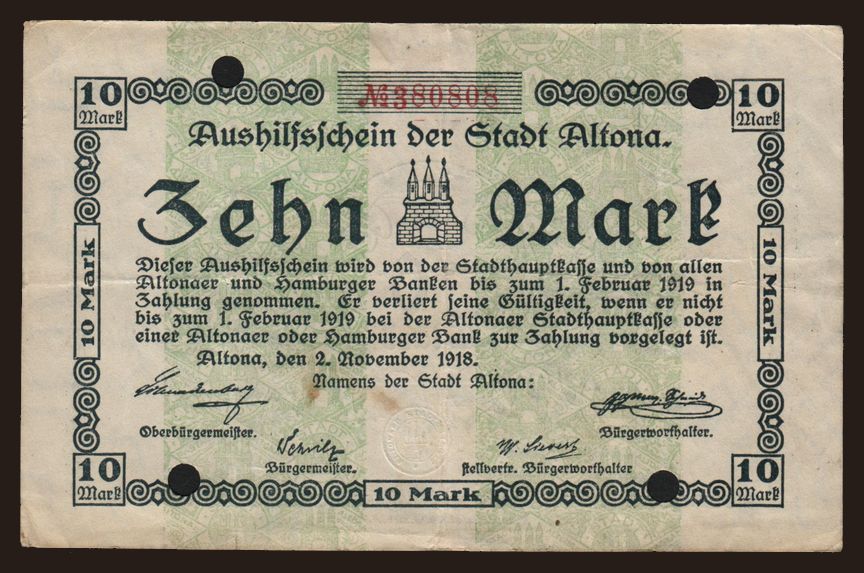 №380808
10 Mark
10 Mark
Aushilfsschein der Stadt Altona.
Zehn Mark
Dieser Aushilfsschein wird von der Stadthauptkasse und von allen
Altonaer und Hamburger Banken bis zum 1. Februar 1919 in
Zahlung genommen. Er verliert seine Gültigkeit, wenn er nicht
bis zum 1. Februar 1919 bei der Altonaer Stadthauptkasse oder
einer Altonaer oder Hamburger Bank zur Zahlung vorgelegt ist.
Altona, den 2. November 1918.
Namens der Stadt Altona:
10 Mark
10 Mark
Oberbürgermeister.
Bürgerworthalter.
W. Sievert
Bürgermeister.
stellvertr. Bürgerworthalter
10 Mark
10 Mark
10 Mark
ALTONA